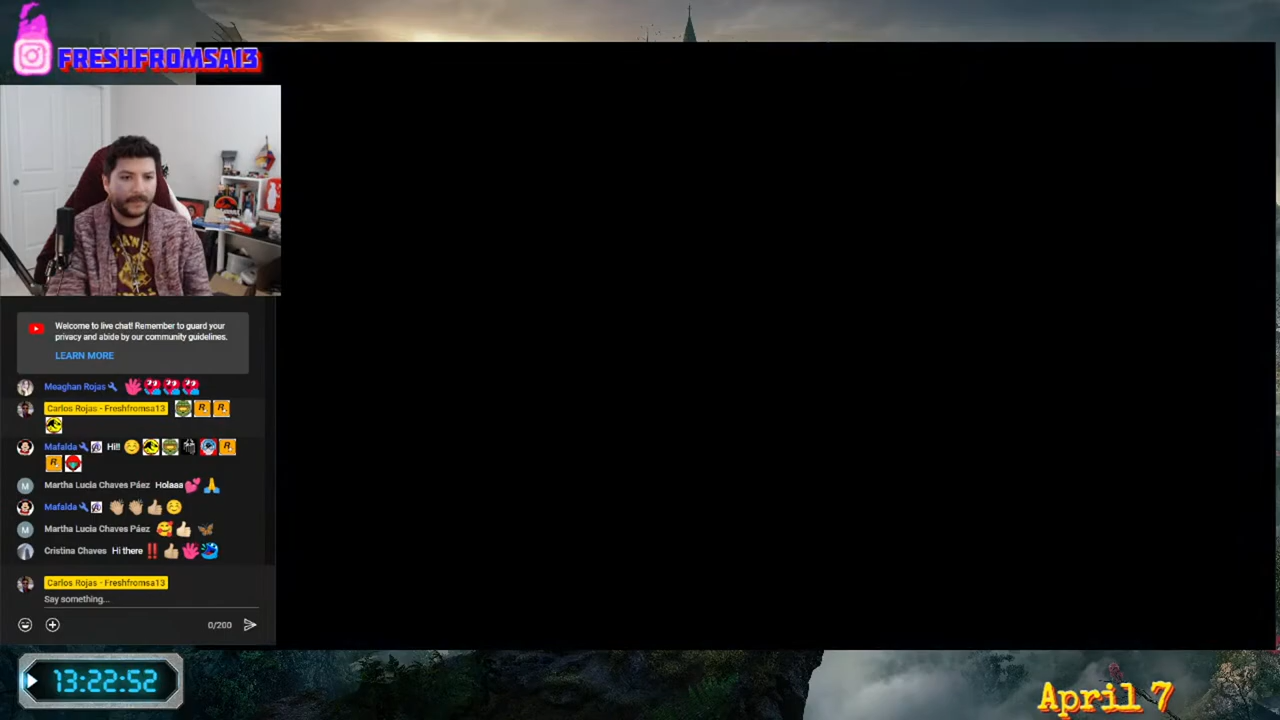 FRESHFROMSA13
Welcome to live chat! Remember to guard your
privacy and abide by our community guidelines.
LEARN MORE
Meaghan Rojas
Carlos Rojas - Freshfromsa13
Mafalda Hi!!
Martha Lucia Chaves Páez Holaaa
Mafalda
Martha Lucia Chaves Páez
Cristina Chaves Hi there
Carlos Rojas - Freshfromsa13
Say something...
0/200
13:22:52
April 7